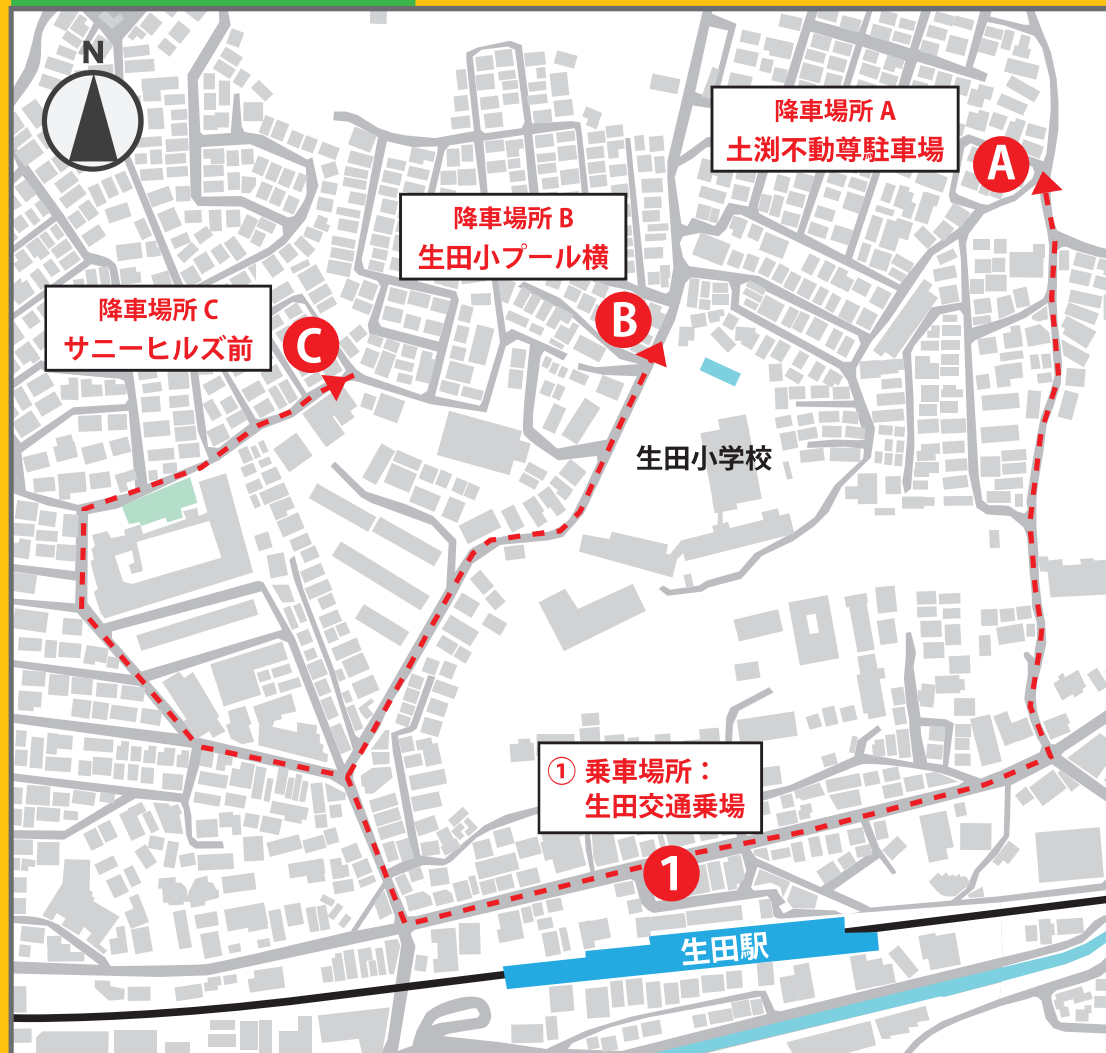 N
降車場所 A
土渕不動尊駐車場
A
降車場所 B
生田小プール横
B
降車場所 C
サニーヒルズ前
C
生田小学校
① 乗車場所：
生田交通乗場
1
生田駅